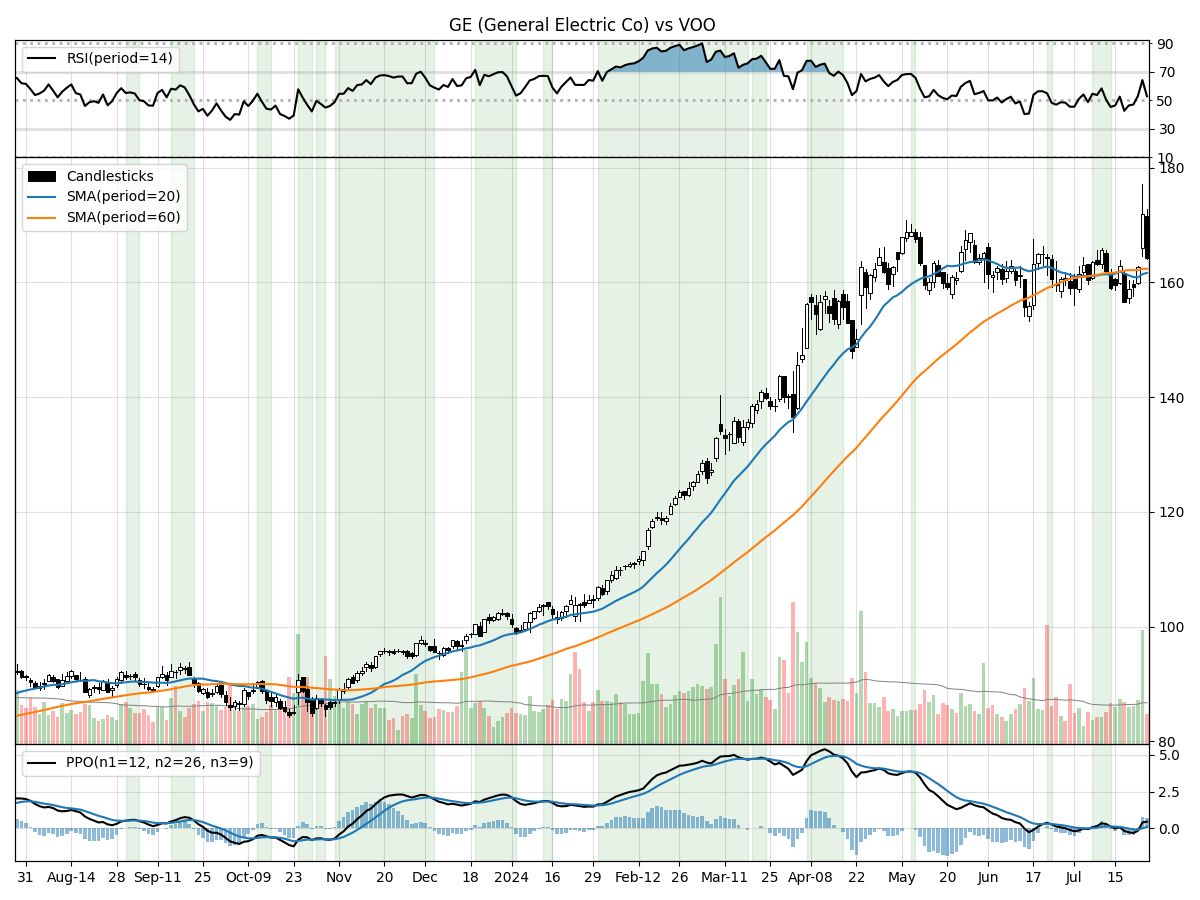 GE (General Electric Co) vs VOO
RSI(period=14)
90
70
50
30
10
Candlesticks
SMA(period=20)
SMA(period=60)
180
160
140
120
100
80
PPO(n1=12, n2=26, n3=9)
5.0
2.5
0.0
31 Aug-14 28 Sep-11 25 Oct-09 23 Nov 20 Dec 18 2024 16 29 Feb-12 26 Mar-11 25 Apr-08 22 May 20 Jun 17 Jul 15